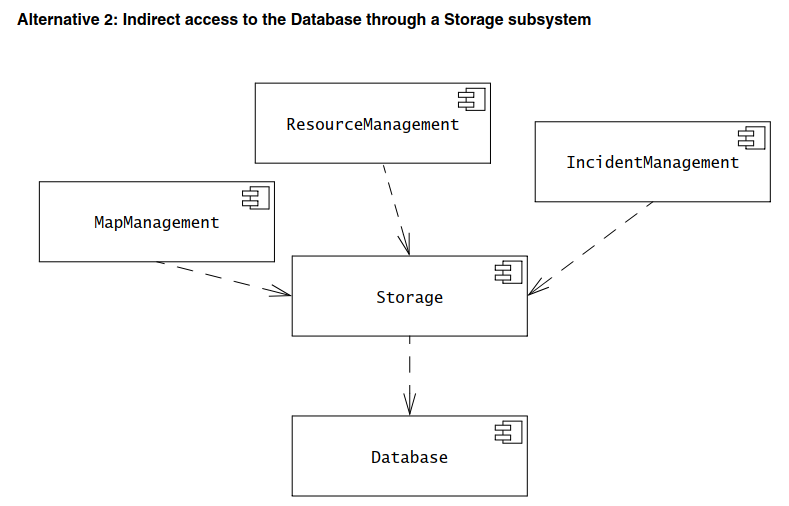 Alternative 2: Indirect access to the Database through a Storage subsystem
ResourceManagement
IncidentManagement
MapManagement
Storage
Database